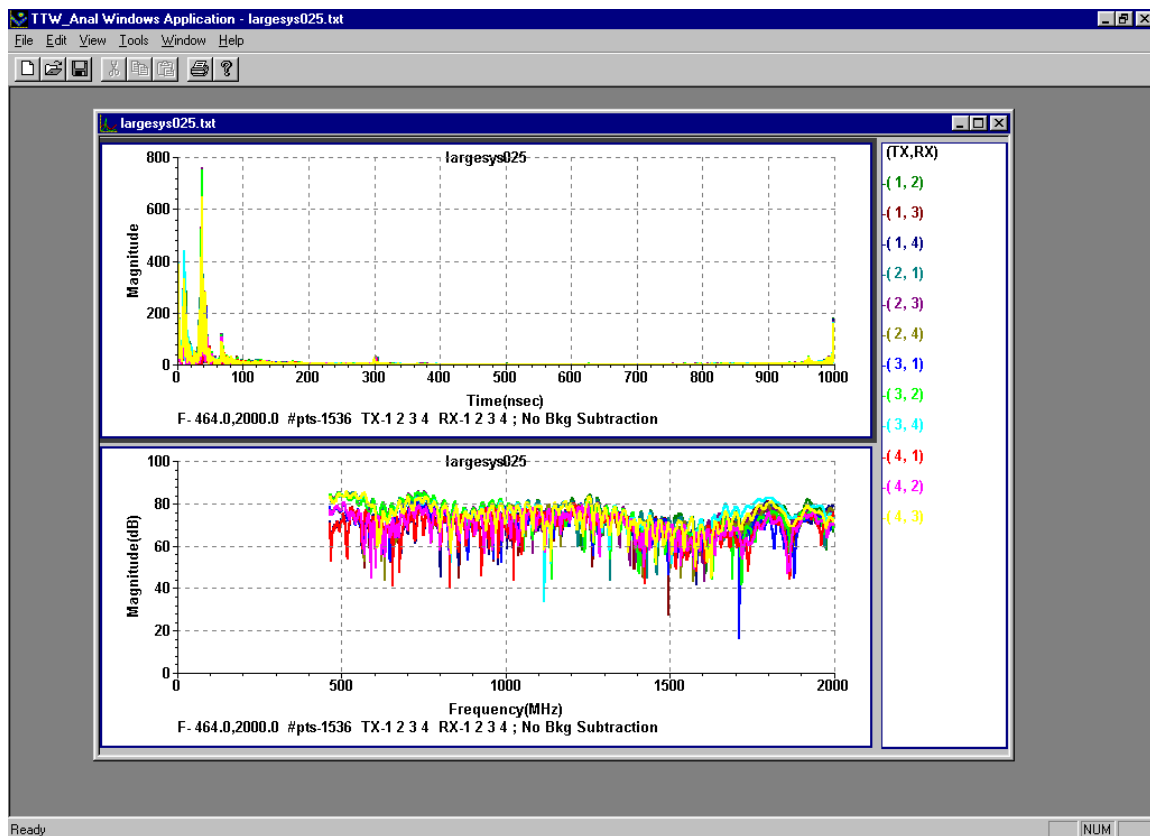 TTW_Anal Windows Application - largesys025.txt
File Edit View Tools Window Help
largesys025.txt
largesys025
800
600
400
200
0
Magnitude
0 100 200 300 400 500 600 700 800 900 1000
Time(nsec)
F- 464.0,2000.0 #pts-1536 TX-1 2 3 4 RX-1 2 3 4 ; No Bkg Subtraction
largesys025
100
80
60
40
20
0
Magnitude(dB)
0 500 1000 1500 2000
Frequency(MHz)
F- 464.0,2000.0 #pts-1536 TX-1 2 3 4 RX-1 2 3 4 ; No Bkg Subtraction
(TX,RX)
-( 1, 2)
-( 1, 3)
-( 1, 4)
-( 2, 1)
-( 2, 3)
-( 2, 4)
-( 3, 1)
-( 3, 2)
-( 3, 4)
-( 4, 1)
-( 4, 2)
-( 4, 3)
Ready
NUM